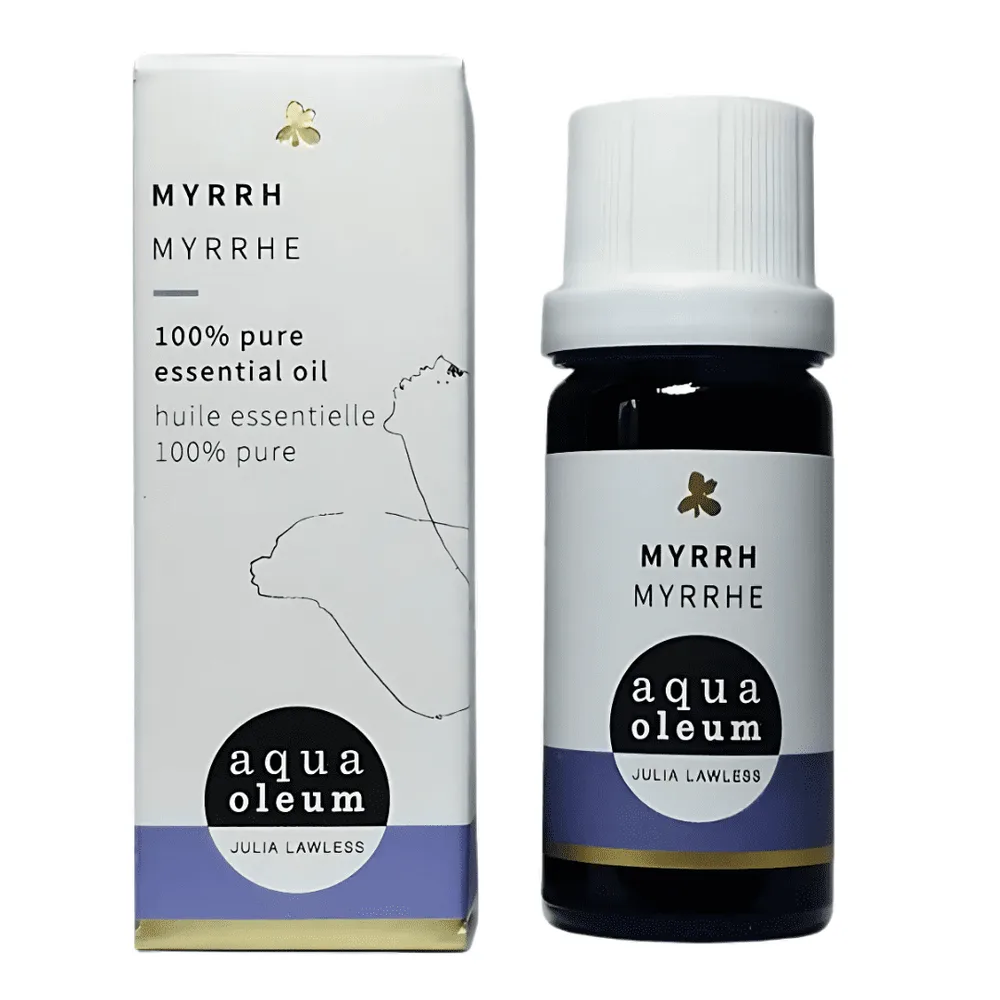 MYRRH
MYRRHE
100% pure
essential oil
huile essentielle
100% pure
aqua
oleum
JULIA LAWLESS
MYRRH
MYRRHE
aqua
oleum
JULIA LAWLESS